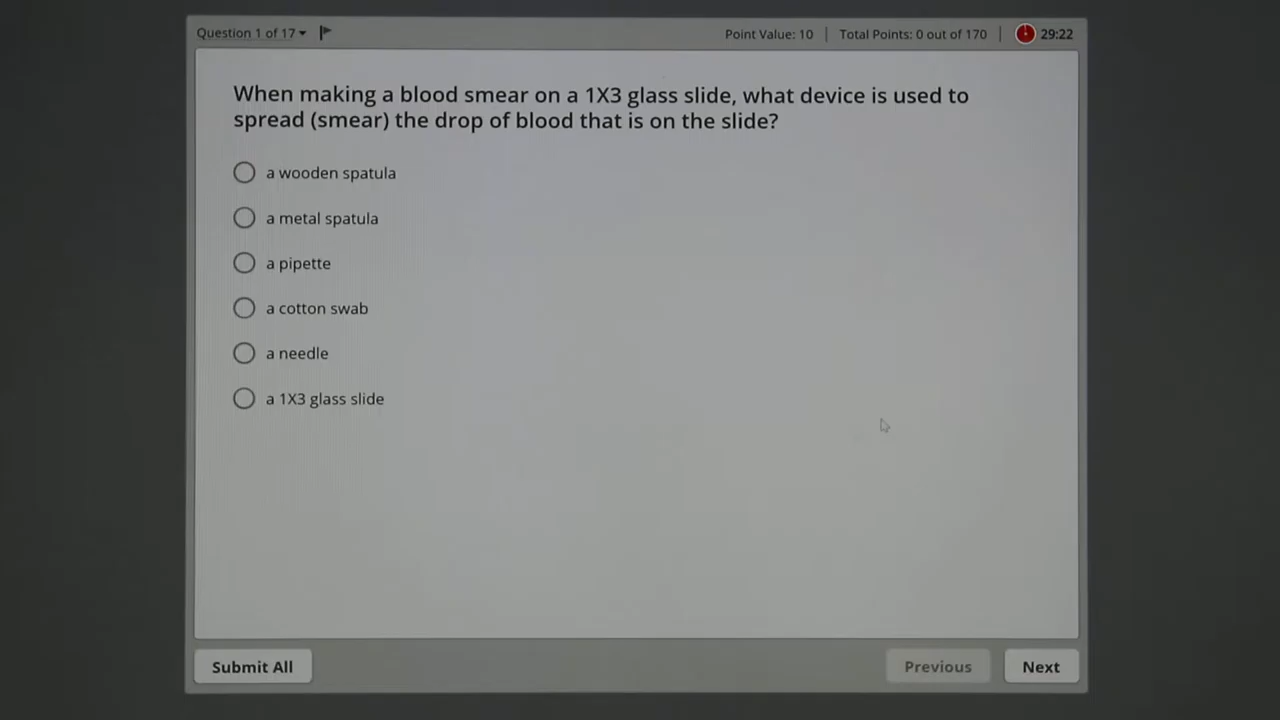 Question 1 of 17
Point Value: 10 | Total Points: 0 out of 170 | 29:22
When making a blood smear on a 1X3 glass slide, what device is used to
spread (smear) the drop of blood that is on the slide?
a wooden spatula
a metal spatula
a pipette
a cotton swab
a needle
a 1X3 glass slide
Submit All
Previous
Next